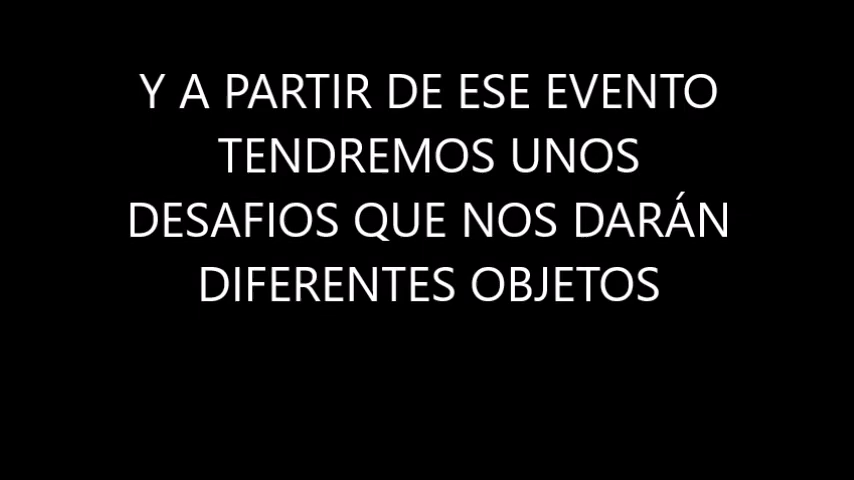 Y A PARTIR DE ESE EVENTO
TENDREMOS UNOS
DESAFIOS QUE NOS DARÁN
DIFERENTES OBJETOS